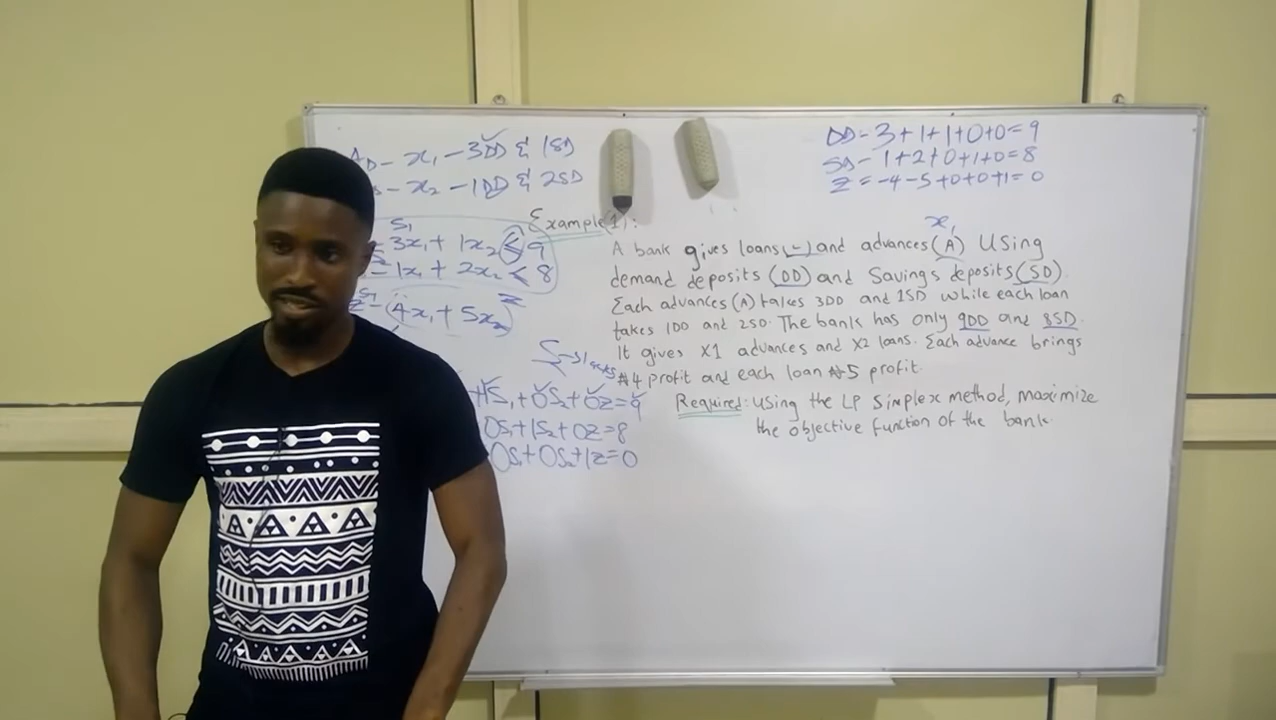 x₁ - 3DD & 1SD
x₂ - 1DD & 2SD
S₁
3x₁ + 1x₂ ≤ 9
1x₁ + 2x₂ ≤ 8
4x₁ + 5x₂
Z
S-slacks
+1S₁+0S₂+0Z=9
0S₁+1S₂+0Z=8
0S₁+0S₂+1Z=0
DD-3+1+1+0+0=9
SD-1+2+0+1+0=8
Z=-4-5+0+0+1=0
Example(1):
x₁
A bank gives loans(L) and advances(A) Using
demand deposits (DD) and Savings deposits(SD).
Each advances(A) takes 3DD and 1SD while each loan
takes 1DD and 2SD. The bank has only 9DD and 8SD.
It gives X1 advances and X2 loans. Each advance brings
₦4 profit and each loan ₦5 profit.
Required: Using the LP Simplex method, maximize
the objective function of the bank.